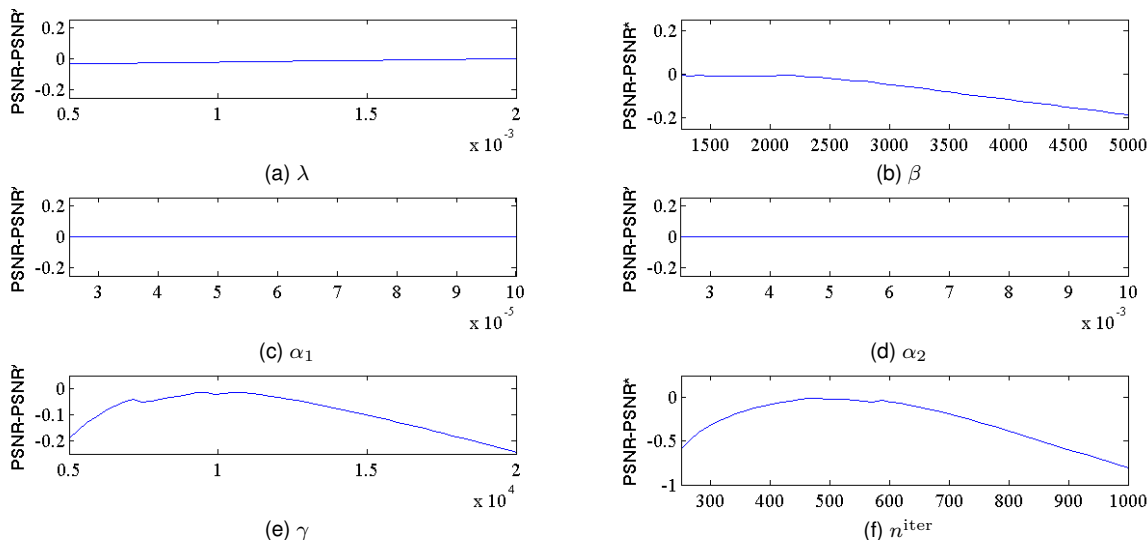 PSNR-PSNR*
0.2
0
-0.2
0.5
1
1.5
2
x 10^-3
(a) λ
PSNR-PSNR*
0.2
0
-0.2
1500 2000 2500 3000 3500 4000 4500 5000
(b) β
PSNR-PSNR*
0.2
0
-0.2
3 4 5 6 7 8 9 10
x 10^-5
(c) α₁
PSNR-PSNR*
0.2
0
-0.2
3 4 5 6 7 8 9 10
x 10^-3
(d) α₂
PSNR-PSNR*
0
-0.1
-0.2
0.5 1 1.5 2
x 10^4
(e) γ
PSNR-PSNR*
0
-0.5
-1
300 400 500 600 700 800 900 1000
(f) n^iter